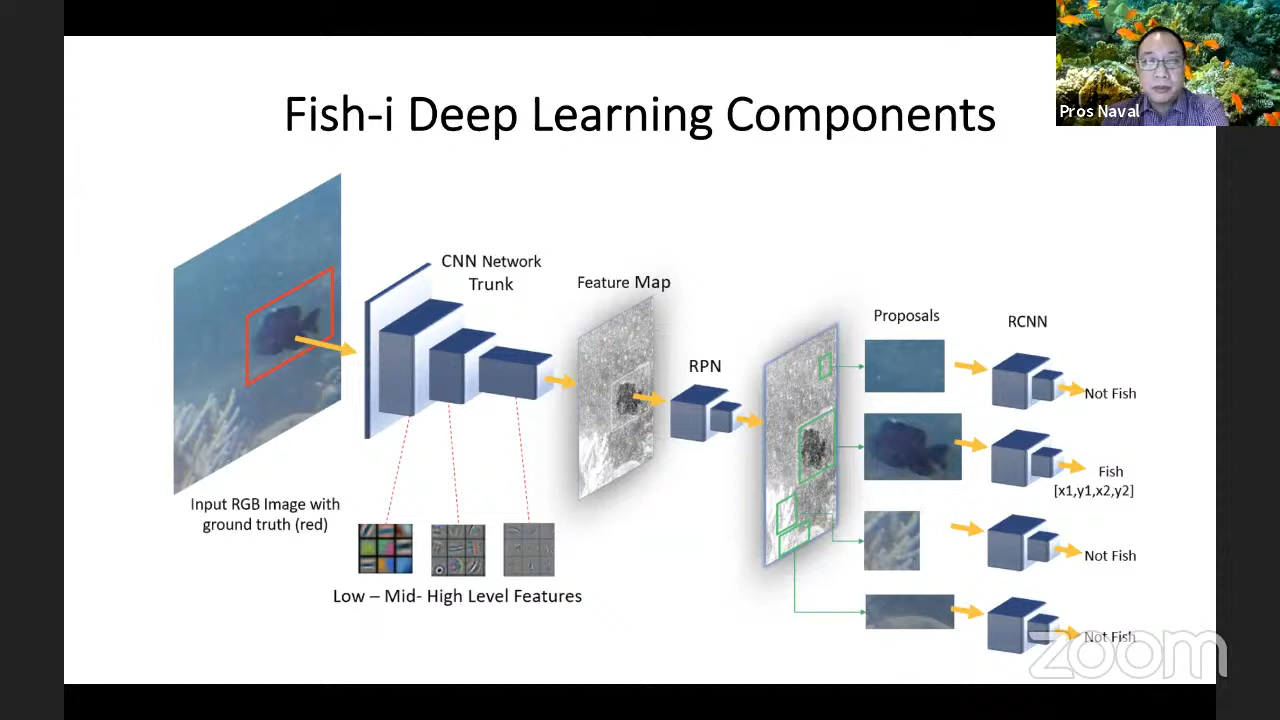 Fish-i Deep Learning Components
Pros Naval
CNN Network
Trunk
Feature Map
RPN
Proposals
RCNN
Not Fish
Fish
[x1,y1,x2,y2]
Not Fish
Not Fish
Input RGB Image with
ground truth (red)
Low – Mid- High Level Features
zoom